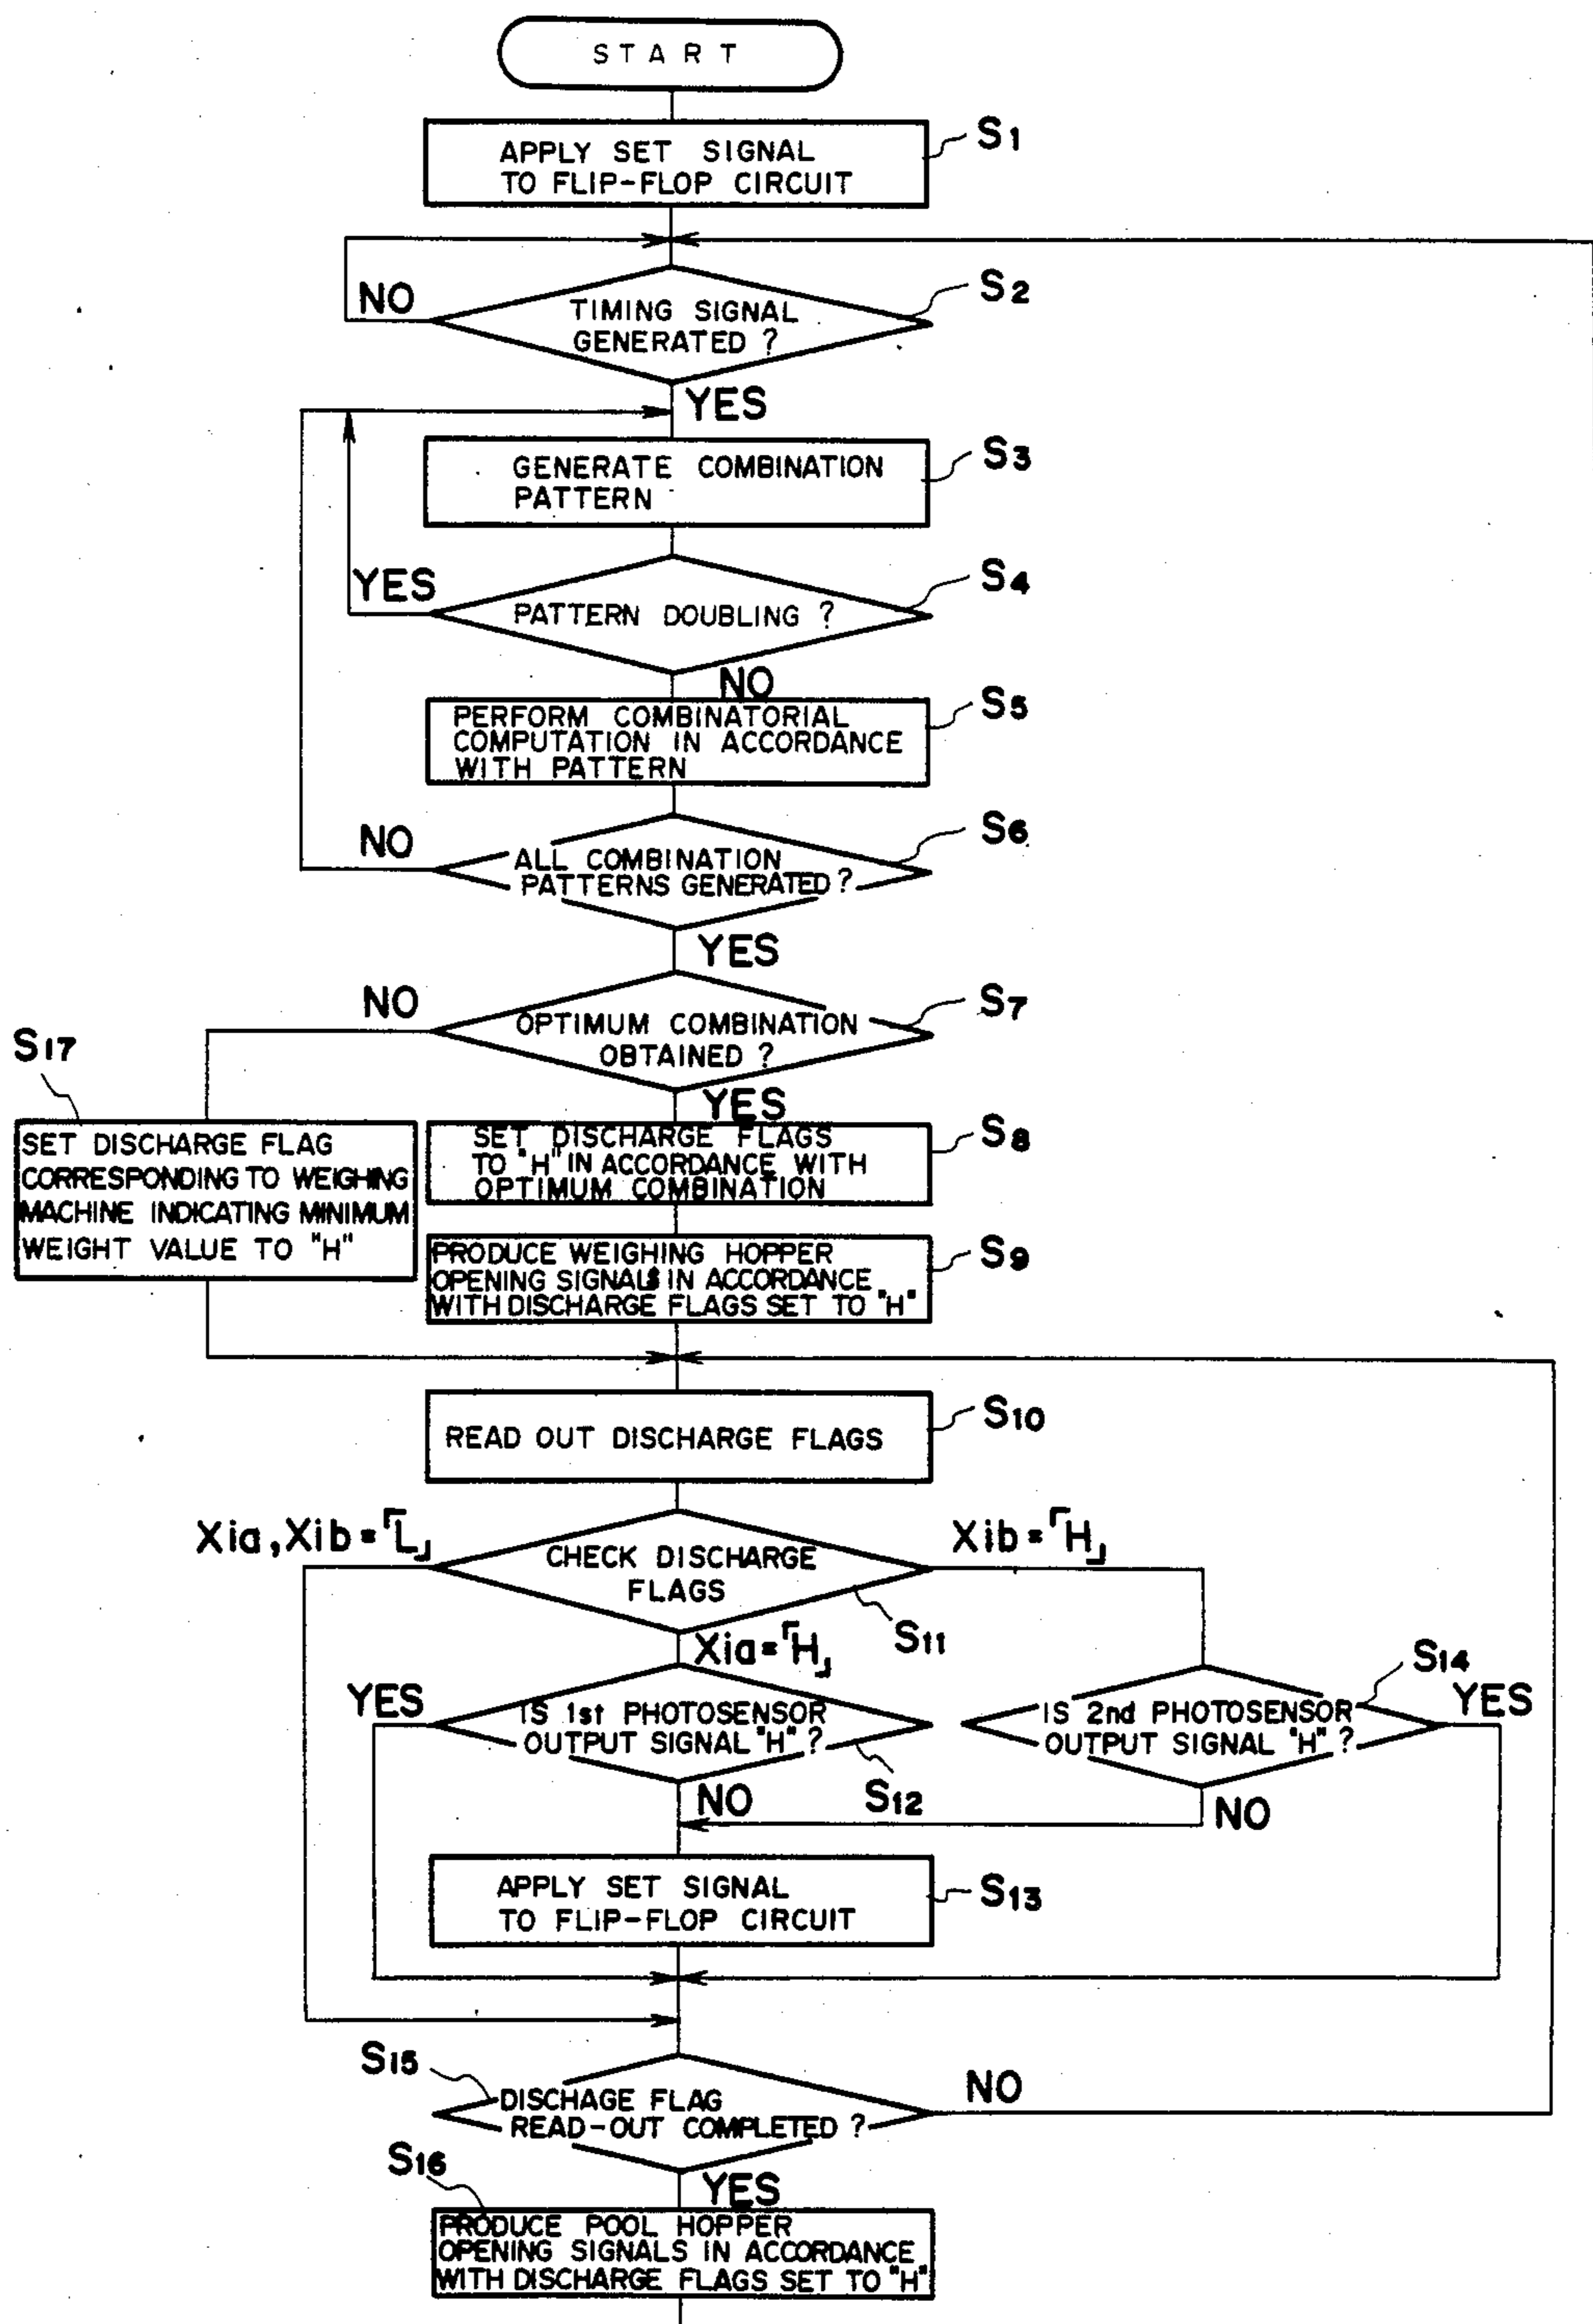 START
APPLY SET SIGNAL
TO FLIP-FLOP CIRCUIT
S1
NO
TIMING SIGNAL
GENERATED ?
S2
YES
GENERATE COMBINATION
PATTERN
S3
YES
PATTERN DOUBLING ?
S4
NO
PERFORM COMBINATORIAL
COMPUTATION IN ACCORDANCE
WITH PATTERN
S5
NO
ALL COMBINATION
PATTERNS GENERATED ?
S6
YES
NO
OPTIMUM COMBINATION
OBTAINED ?
S7
YES
S17
SET DISCHARGE FLAG
CORRESPONDING TO WEIGHING
MACHINE INDICATING MINIMUM
WEIGHT VALUE TO "H"
SET DISCHARGE FLAGS
TO "H" IN ACCORDANCE WITH
OPTIMUM COMBINATION
S8
PRODUCE WEIGHING HOPPER
OPENING SIGNALS IN ACCORDANCE
WITH DISCHARGE FLAGS SET TO "H"
S9
READ OUT DISCHARGE FLAGS
S10
Xia, Xib=「L」
CHECK DISCHARGE
FLAGS
Xib=「H」
S11
Xia=「H」
YES
IS 1st PHOTOSENSOR
OUTPUT SIGNAL "H" ?
S12
NO
IS 2nd PHOTOSENSOR
OUTPUT SIGNAL "H" ?
S14
YES
NO
APPLY SET SIGNAL
TO FLIP-FLOP CIRCUIT
S13
S15
DISCHAGE FLAG
READ-OUT COMPLETED ?
NO
YES
S16
PRODUCE POOL HOPPER
OPENING SIGNALS IN ACCORDANCE
WITH DISCHARGE FLAGS SET TO "H"